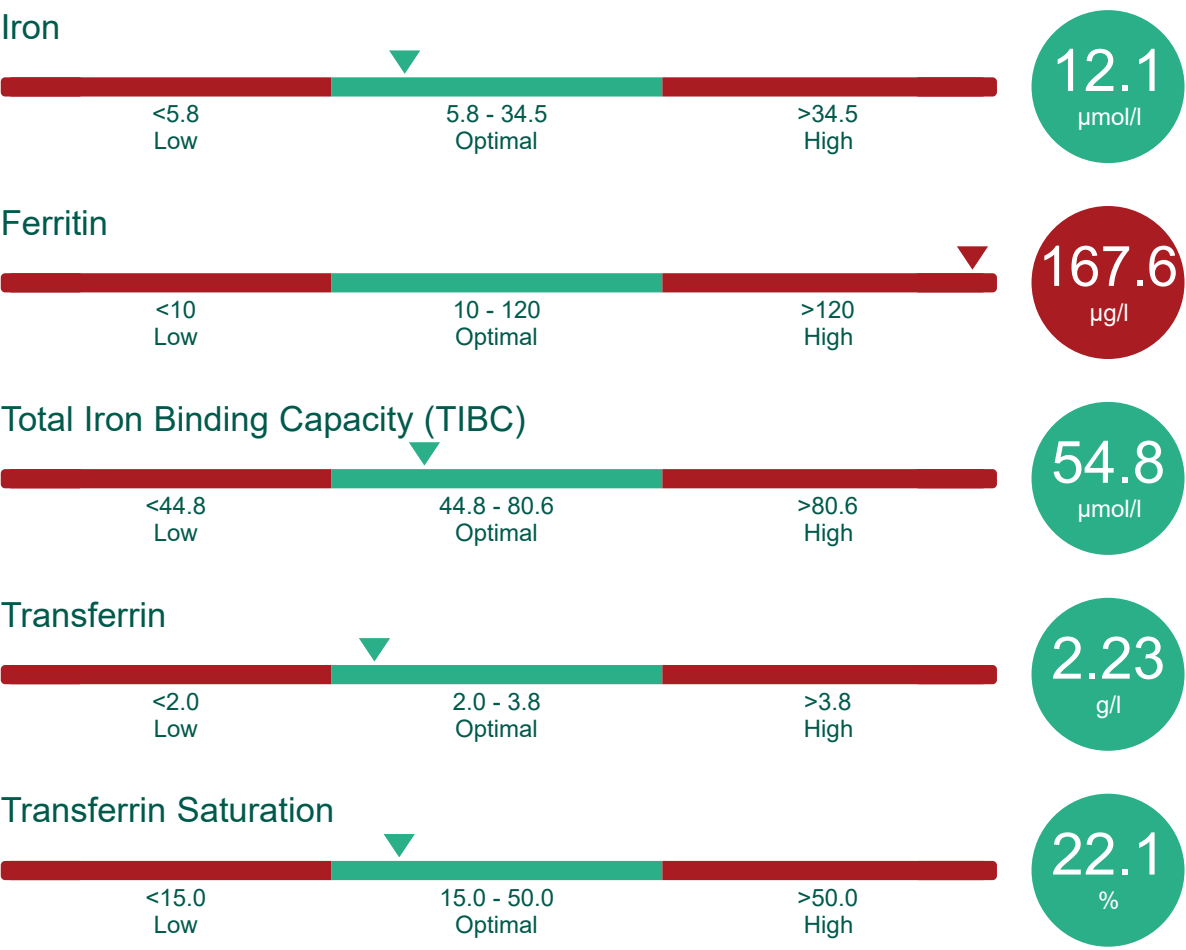 Iron
12.1
µmol/l
<5.8
Low
5.8 - 34.5
Optimal
>34.5
High
Ferritin
167.6
µg/l
<10
Low
10 - 120
Optimal
>120
High
Total Iron Binding Capacity (TIBC)
54.8
µmol/l
<44.8
Low
44.8 - 80.6
Optimal
>80.6
High
Transferrin
2.23
g/l
<2.0
Low
2.0 - 3.8
Optimal
>3.8
High
Transferrin Saturation
22.1
%
<15.0
Low
15.0 - 50.0
Optimal
>50.0
High